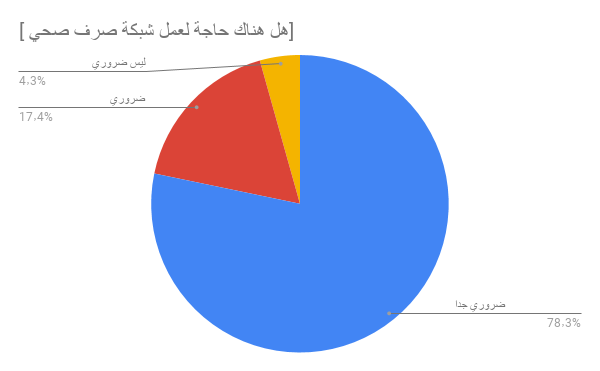 [هل هناك حاجة لعمل شبكة صرف صحي ]
ليس ضروري
4,3%
ضروري
17,4%
ضروري جدا
78,3%